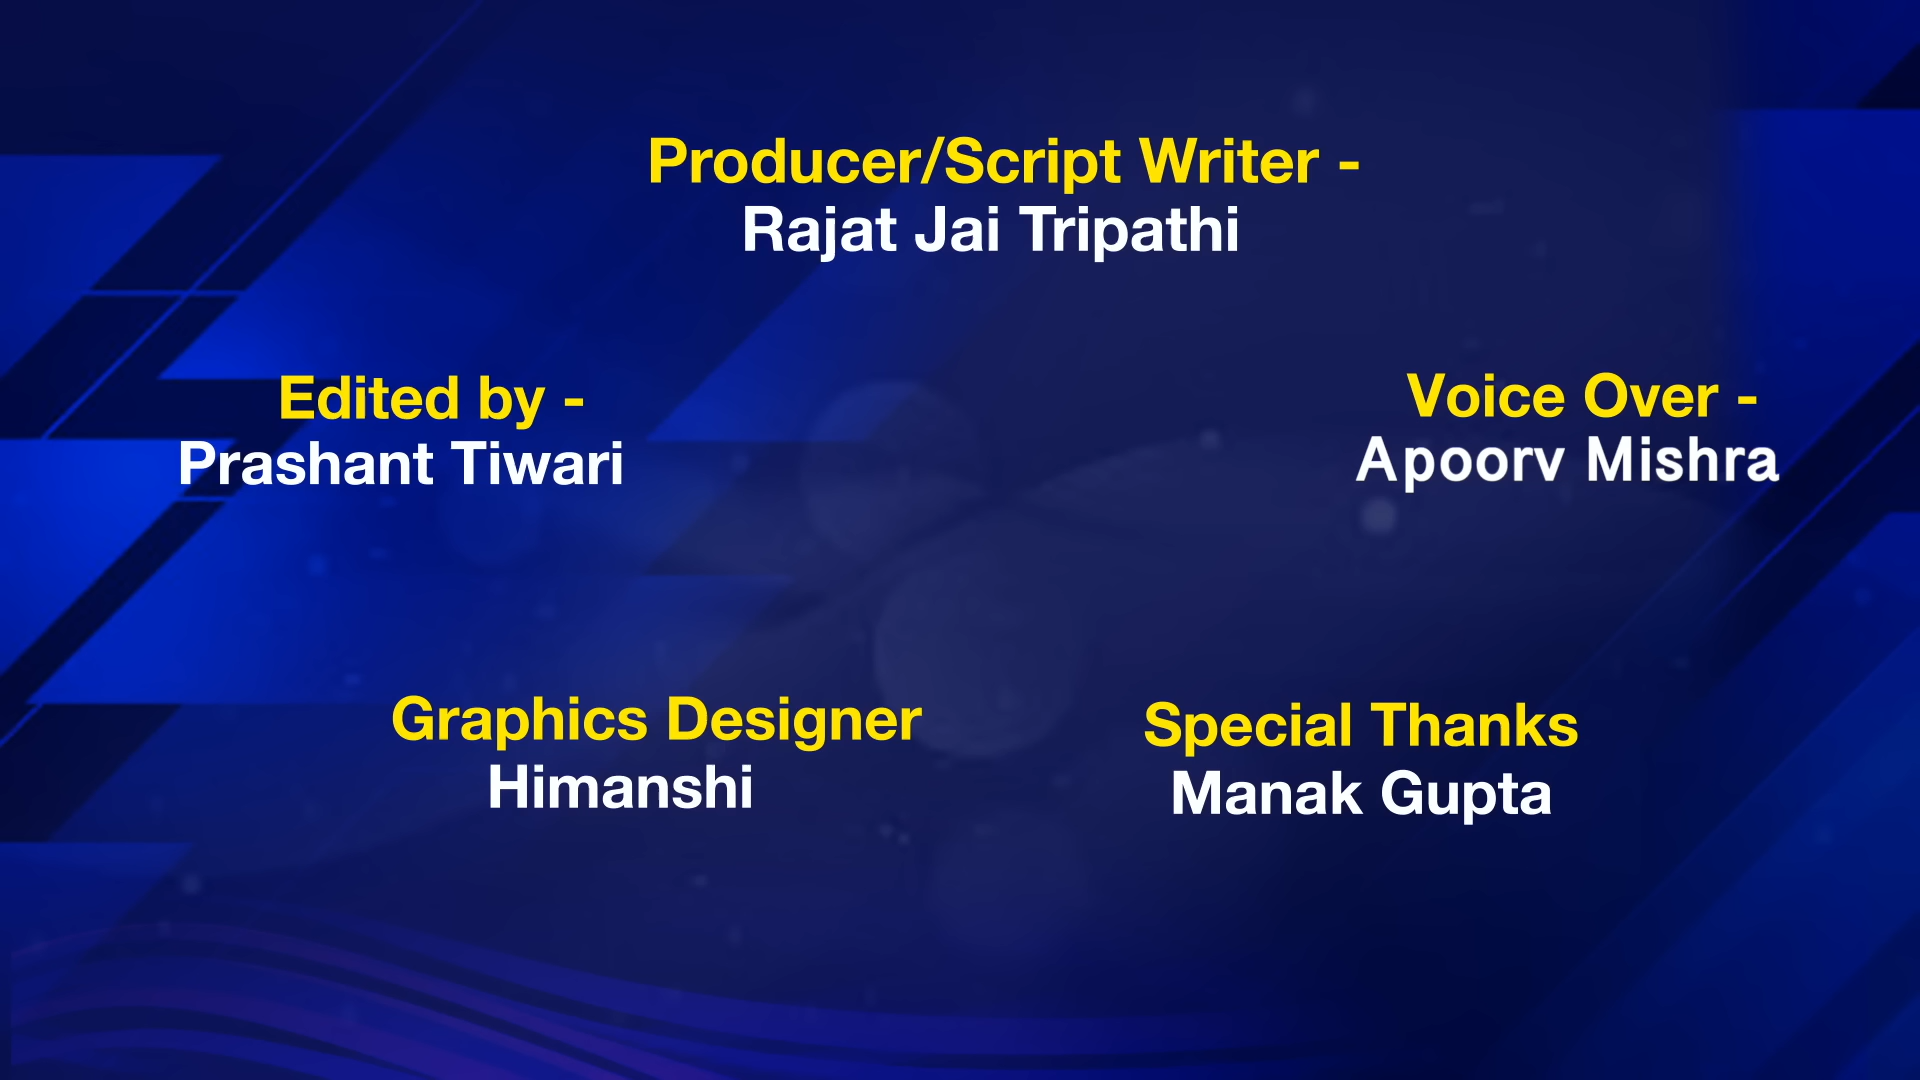 Producer/Script Writer -
Rajat Jai Tripathi
Edited by -
Prashant Tiwari
Voice Over -
Apoorv Mishra
Graphics Designer
Himanshi
Special Thanks
Manak Gupta